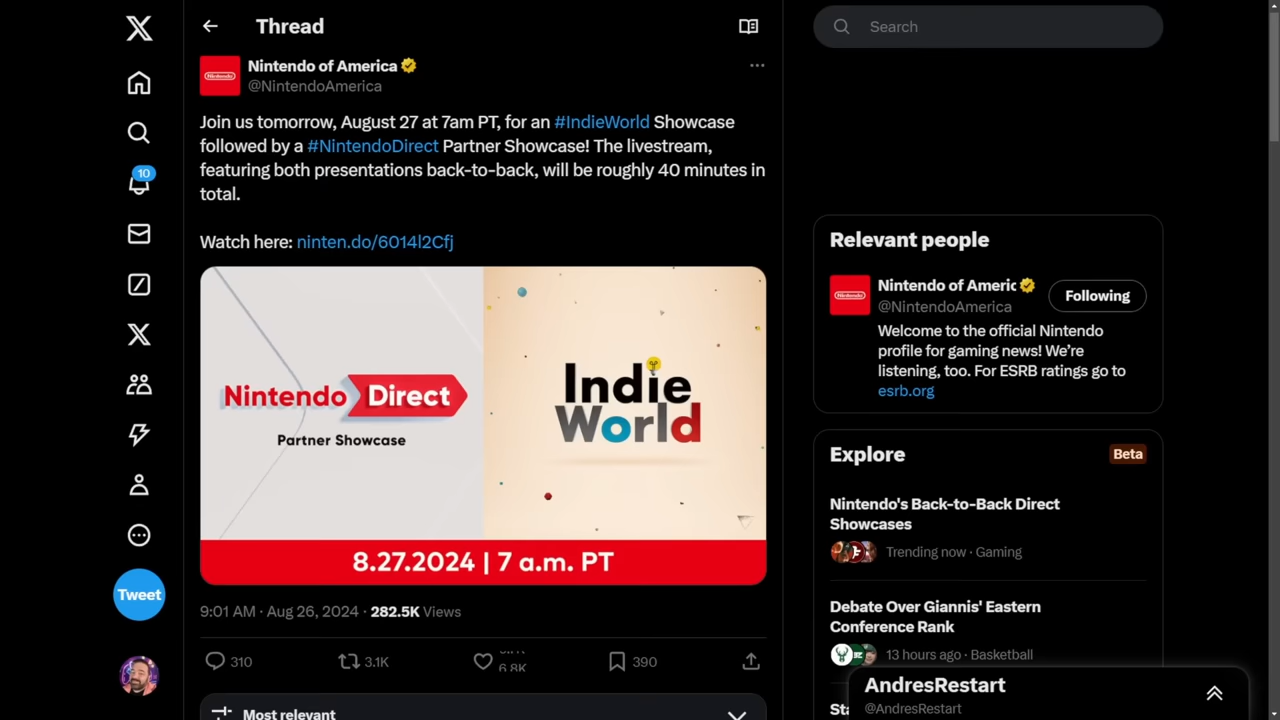 Thread
Nintendo of America
@NintendoAmerica
Join us tomorrow, August 27 at 7am PT, for an #IndieWorld Showcase
followed by a #NintendoDirect Partner Showcase! The livestream,
featuring both presentations back-to-back, will be roughly 40 minutes in
total.
Watch here: ninten.do/6014l2Cfj
Nintendo Direct
Partner Showcase
Indie
World
8.27.2024 | 7 a.m. PT
9:01 AM · Aug 26, 2024 · 282.5K Views
310
3.1K
6.8K
390
Most relevant
10
Tweet
Search
Relevant people
Nintendo of Americ
@NintendoAmerica
Following
Welcome to the official Nintendo
profile for gaming news! We're
listening, too. For ESRB ratings go to
esrb.org
Explore
Beta
Nintendo's Back-to-Back Direct
Showcases
Trending now · Gaming
Debate Over Giannis' Eastern
Conference Rank
13 hours ago · Basketball
AndresRestart
@AndresRestart